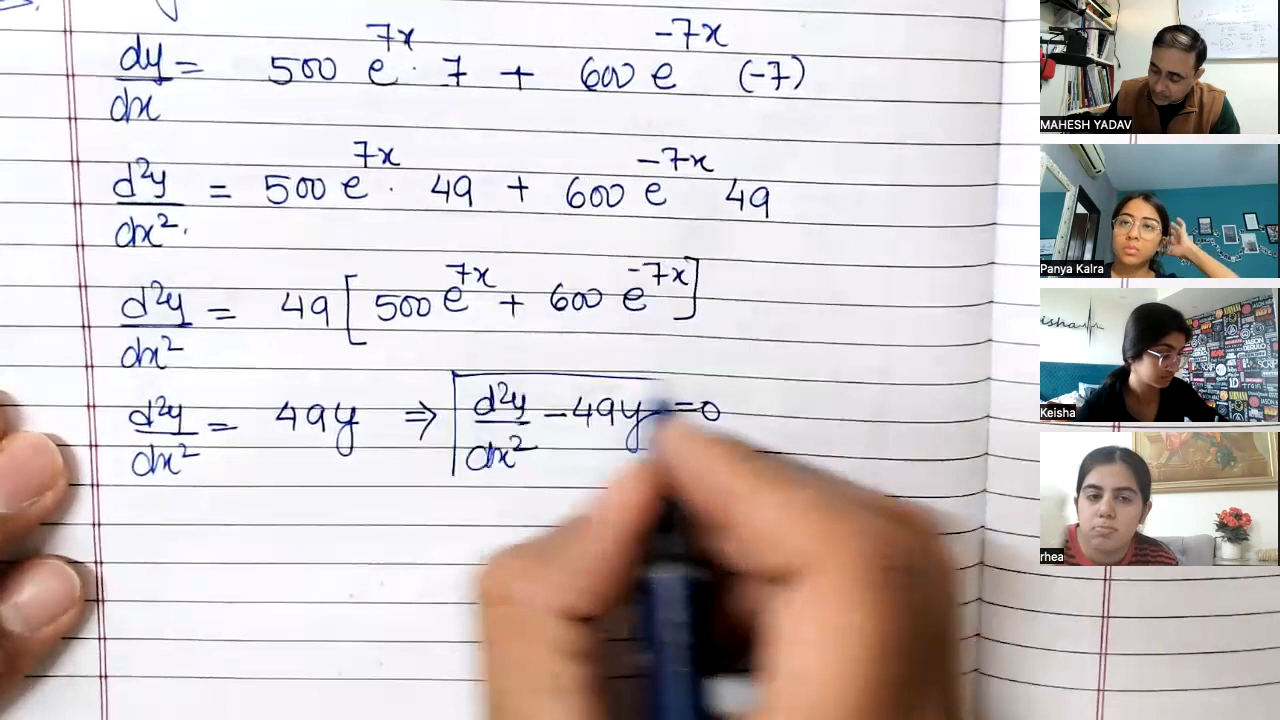 dy/dx = 500 e^7x · 7 + 600 e^-7x (-7)
d²y/dx² = 500 e^7x · 49 + 600 e^-7x 49
d²y/dx² = 49 [ 500 e^7x + 600 e^-7x ]
d²y/dx² = 49y ⇒ d²y/dx² - 49y = 0
MAHESH YADAV
Panya Kalra
isha
Keisha
rhea